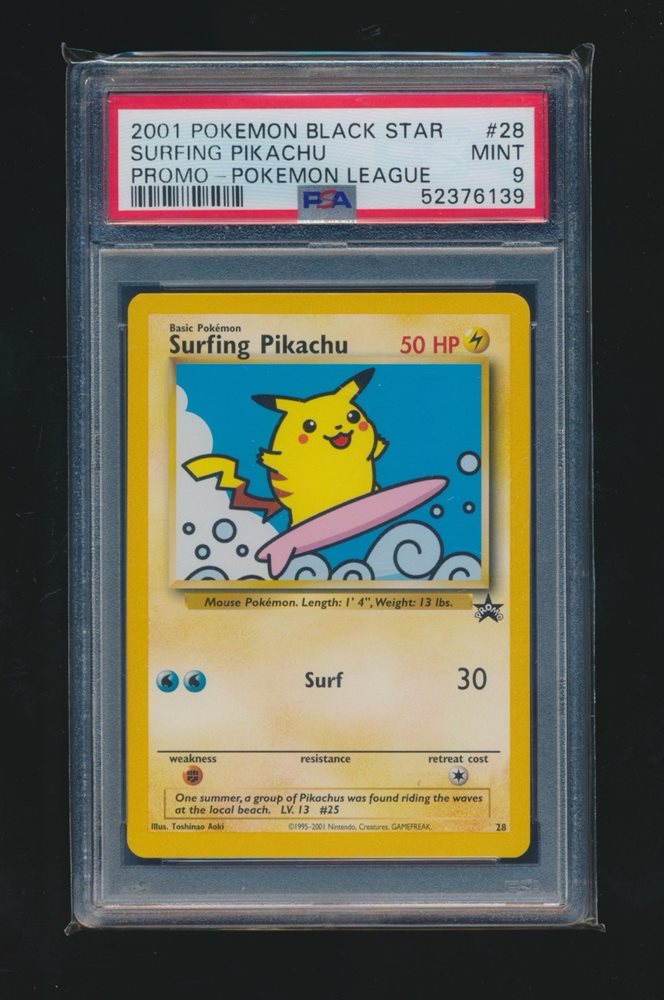 2001 POKEMON BLACK STAR #28
SURFING PIKACHU MINT
PROMO - POKEMON LEAGUE 9
PSA 52376139
Basic Pokémon
Surfing Pikachu 50 HP
Mouse Pokémon. Length: 1' 4", Weight: 13 lbs.
PROMO
Surf 30
weakness resistance retreat cost
One summer, a group of Pikachus was found riding the waves
at the local beach. LV. 13 #25
Illus. Toshinao Aoki ©1995-2001 Nintendo, Creatures, GAMEFREAK. 28